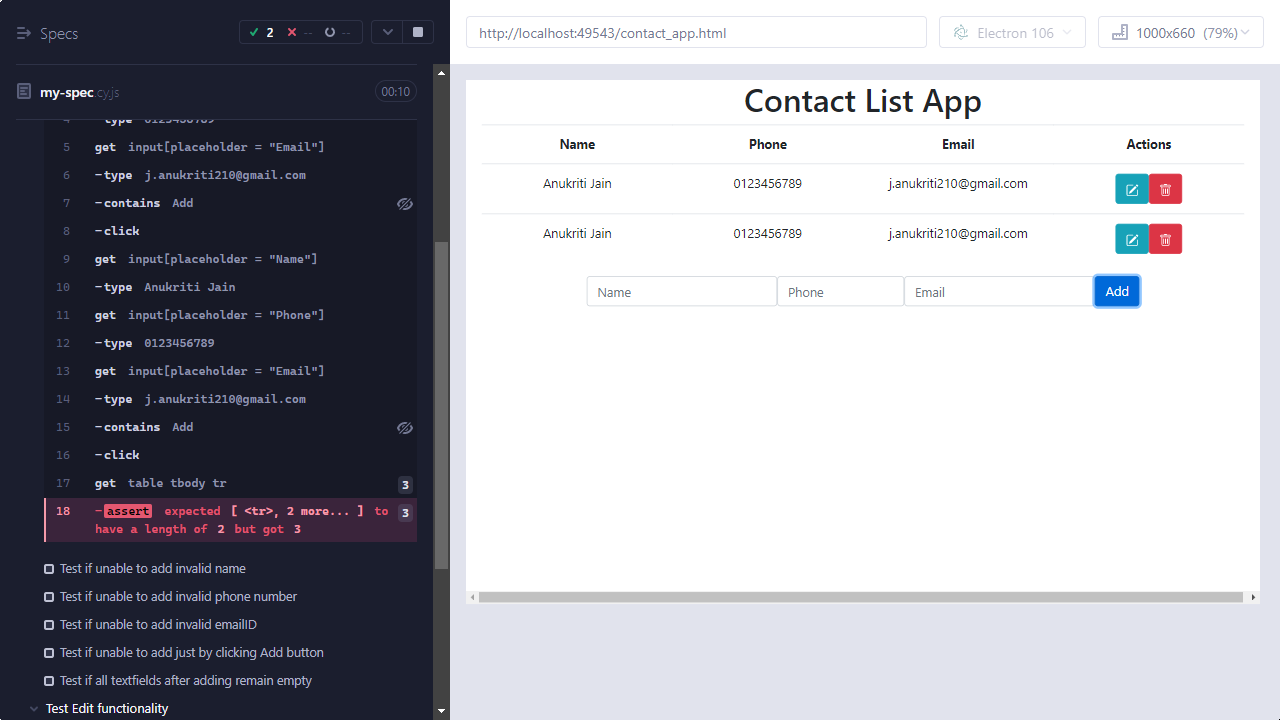 Specs
2 -- --
my-spec.cy.js 00:10
4 -type 0123456789
5 get input[placeholder = "Email"]
6 -type j.anukriti210@gmail.com
7 -contains Add
8 -click
9 get input[placeholder = "Name"]
10 -type Anukriti Jain
11 get input[placeholder = "Phone"]
12 -type 0123456789
13 get input[placeholder = "Email"]
14 -type j.anukriti210@gmail.com
15 -contains Add
16 -click
17 get table tbody tr 3
18 -assert expected [ <tr>, 2 more... ] to 3
have a length of 2 but got 3
Test if unable to add invalid name
Test if unable to add invalid phone number
Test if unable to add invalid emailID
Test if unable to add just by clicking Add button
Test if all textfields after adding remain empty
Test Edit functionality
http://localhost:49543/contact_app.html Electron 106 1000x660 (79%)
Contact List App
Name Phone Email Actions
Anukriti Jain 0123456789 j.anukriti210@gmail.com
Anukriti Jain 0123456789 j.anukriti210@gmail.com
Name Phone Email Add